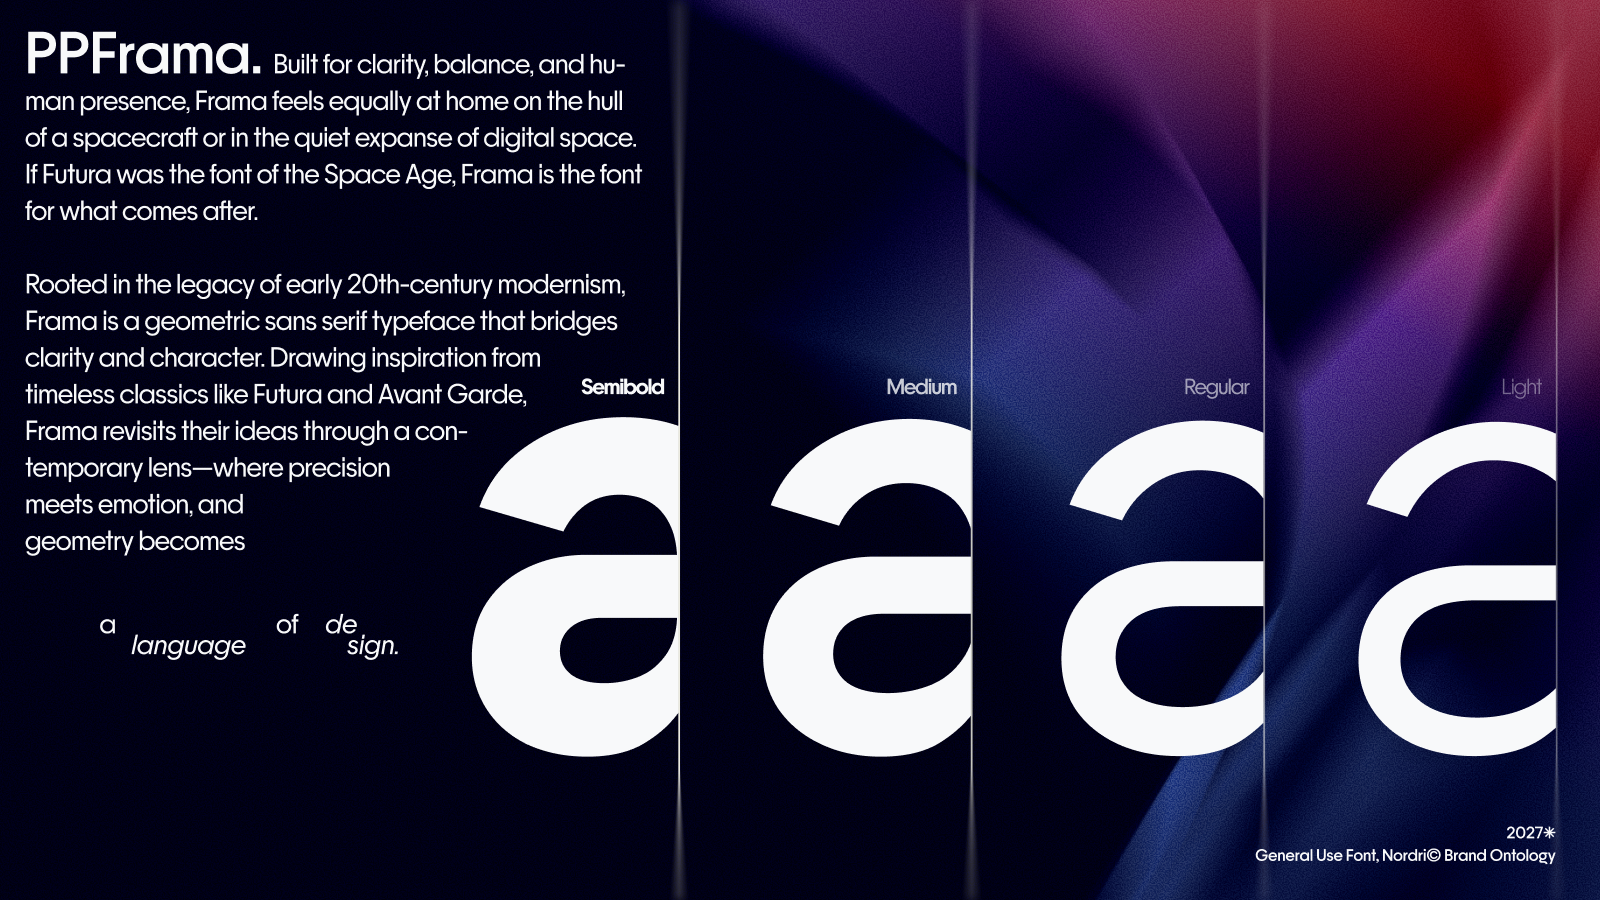 PPFrama. Built for clarity, balance, and hu-
man presence, Frama feels equally at home on the hull
of a spacecraft or in the quiet expanse of digital space.
If Futura was the font of the Space Age, Frama is the font
for what comes after.
Rooted in the legacy of early 20th-century modernism,
Frama is a geometric sans serif typeface that bridges
clarity and character. Drawing inspiration from
timeless classics like Futura and Avant Garde,
Frama revisits their ideas through a con-
temporary lens—where precision
meets emotion, and
geometry becomes
a language of de
sign.
Semibold
a
Medium
a
Regular
a
Light
a
2027✳
General Use Font, Nordri© Brand Ontology